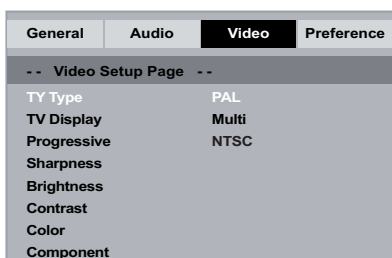 General Audio Video Preference
- - Video Setup Page - -
TY Type PAL
TV Display Multi
Progressive NTSC
Sharpness
Brightness
Contrast
Color
Component